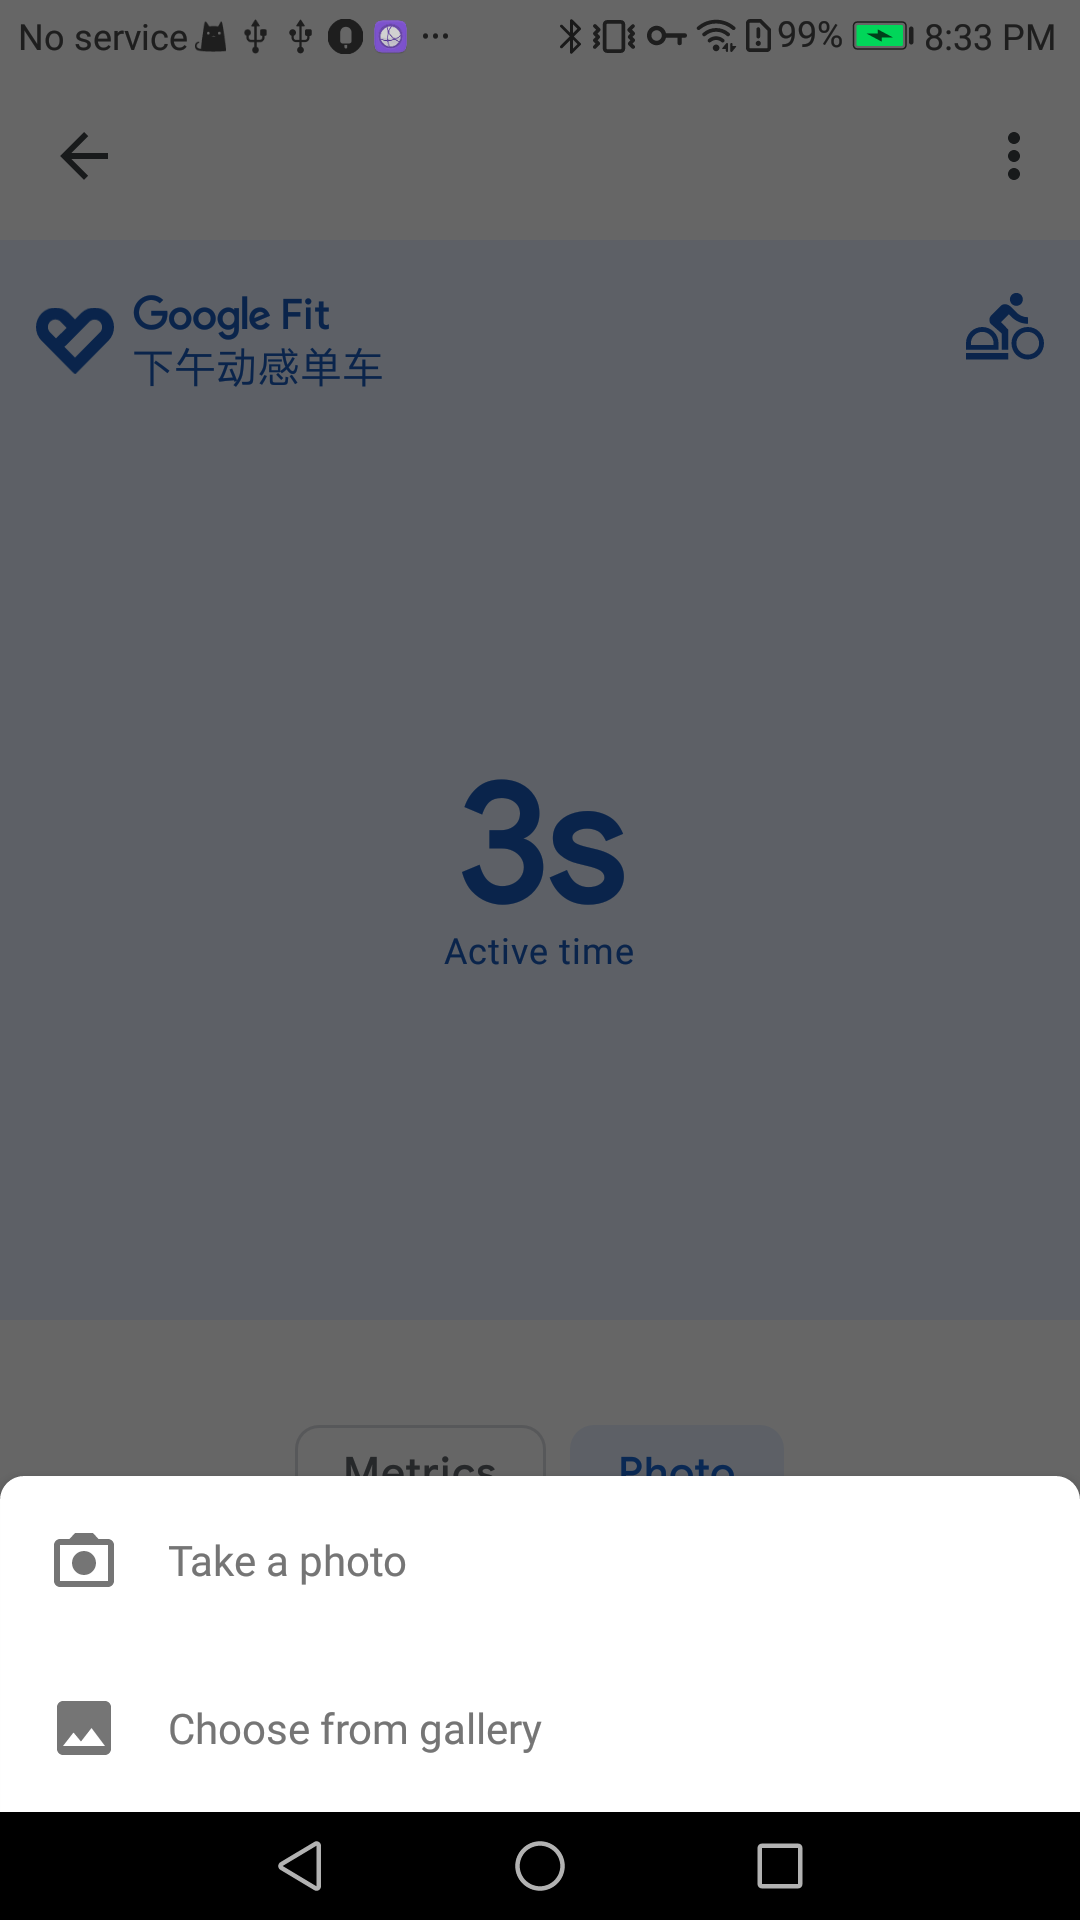 No service 99% 8:33 PM
Google Fit
下午动感单车
3s
Active time
Metrics Photo
Take a photo
Choose from gallery